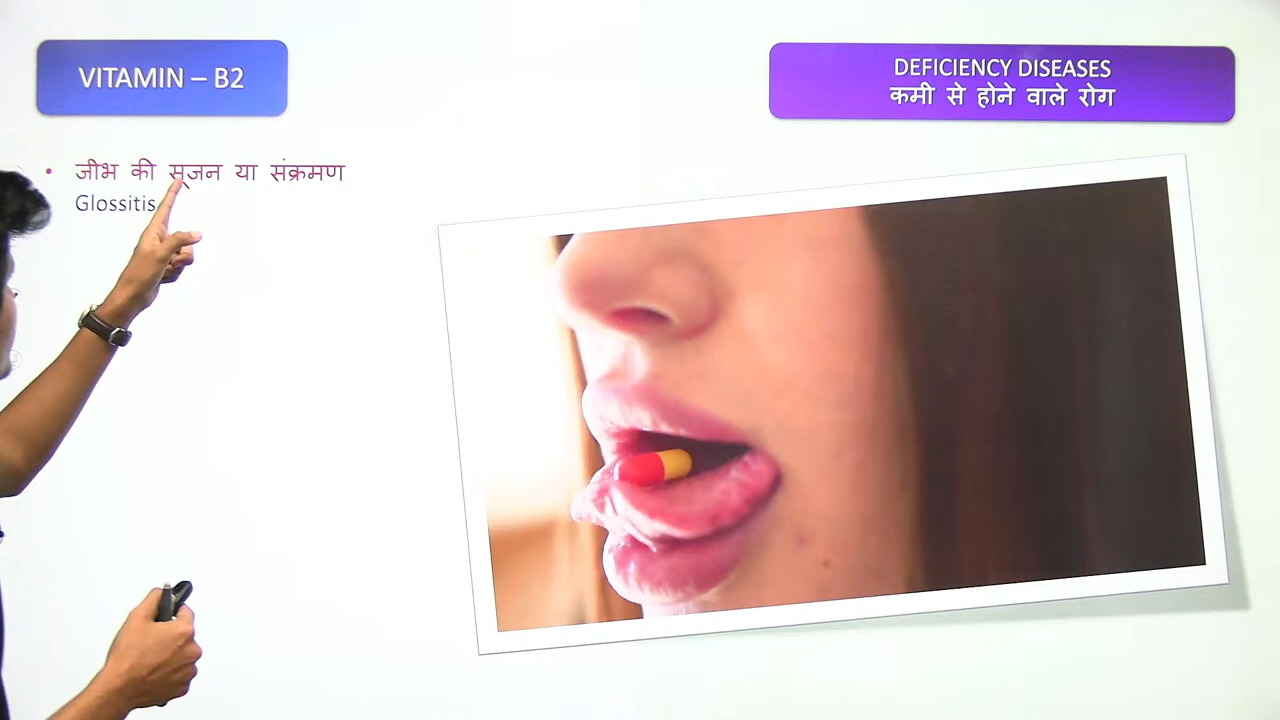 VITAMIN – B2
DEFICIENCY DISEASES
कमी से होने वाले रोग
• जीभ की सूजन या संक्रमण
Glossitis